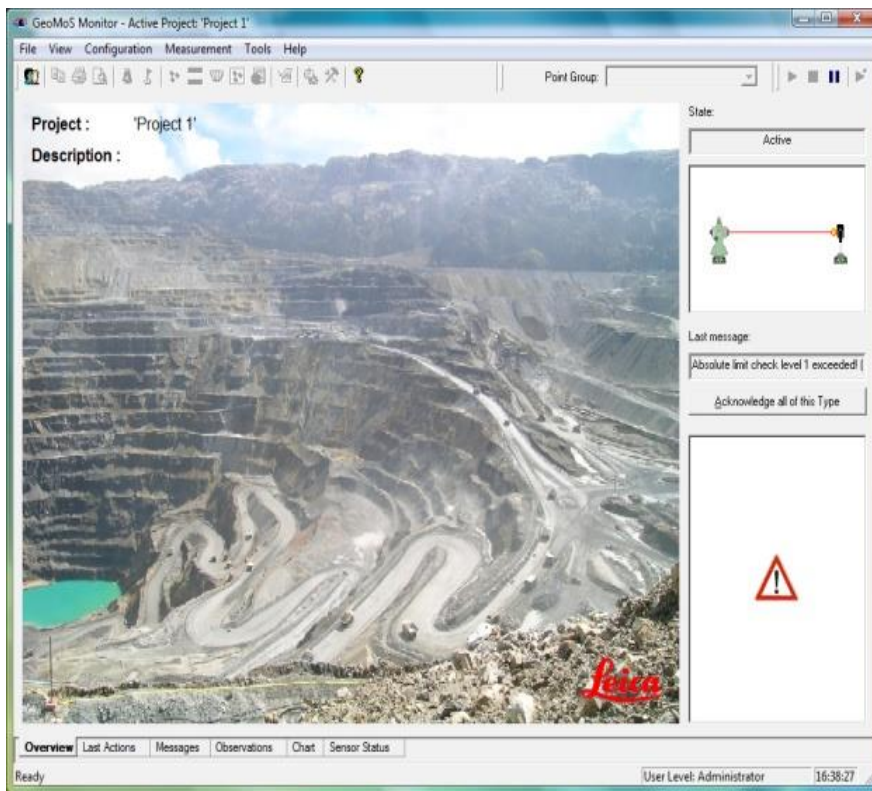 GeoMoS Monitor - Active Project: 'Project 1'
File View Configuration Measurement Tools Help
Point Group:
Project : 'Project 1'
Description :
State:
Active
Last message:
Absolute limit check level 1 exceeded! (
Acknowledge all of this Type
Leica
Overview Last Actions Messages Observations Chart Sensor Status
Ready User Level: Administrator 16:38:27